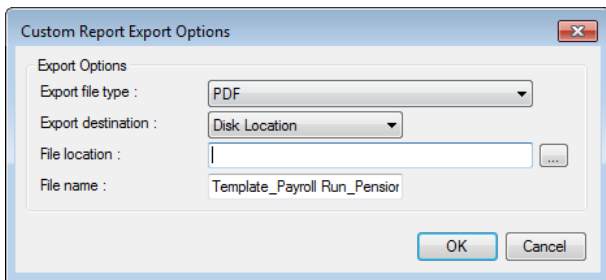 Custom Report Export Options
Export Options
Export file type : PDF
Export destination : Disk Location
File location : ...
File name : Template_Payroll Run_Pension
OK Cancel